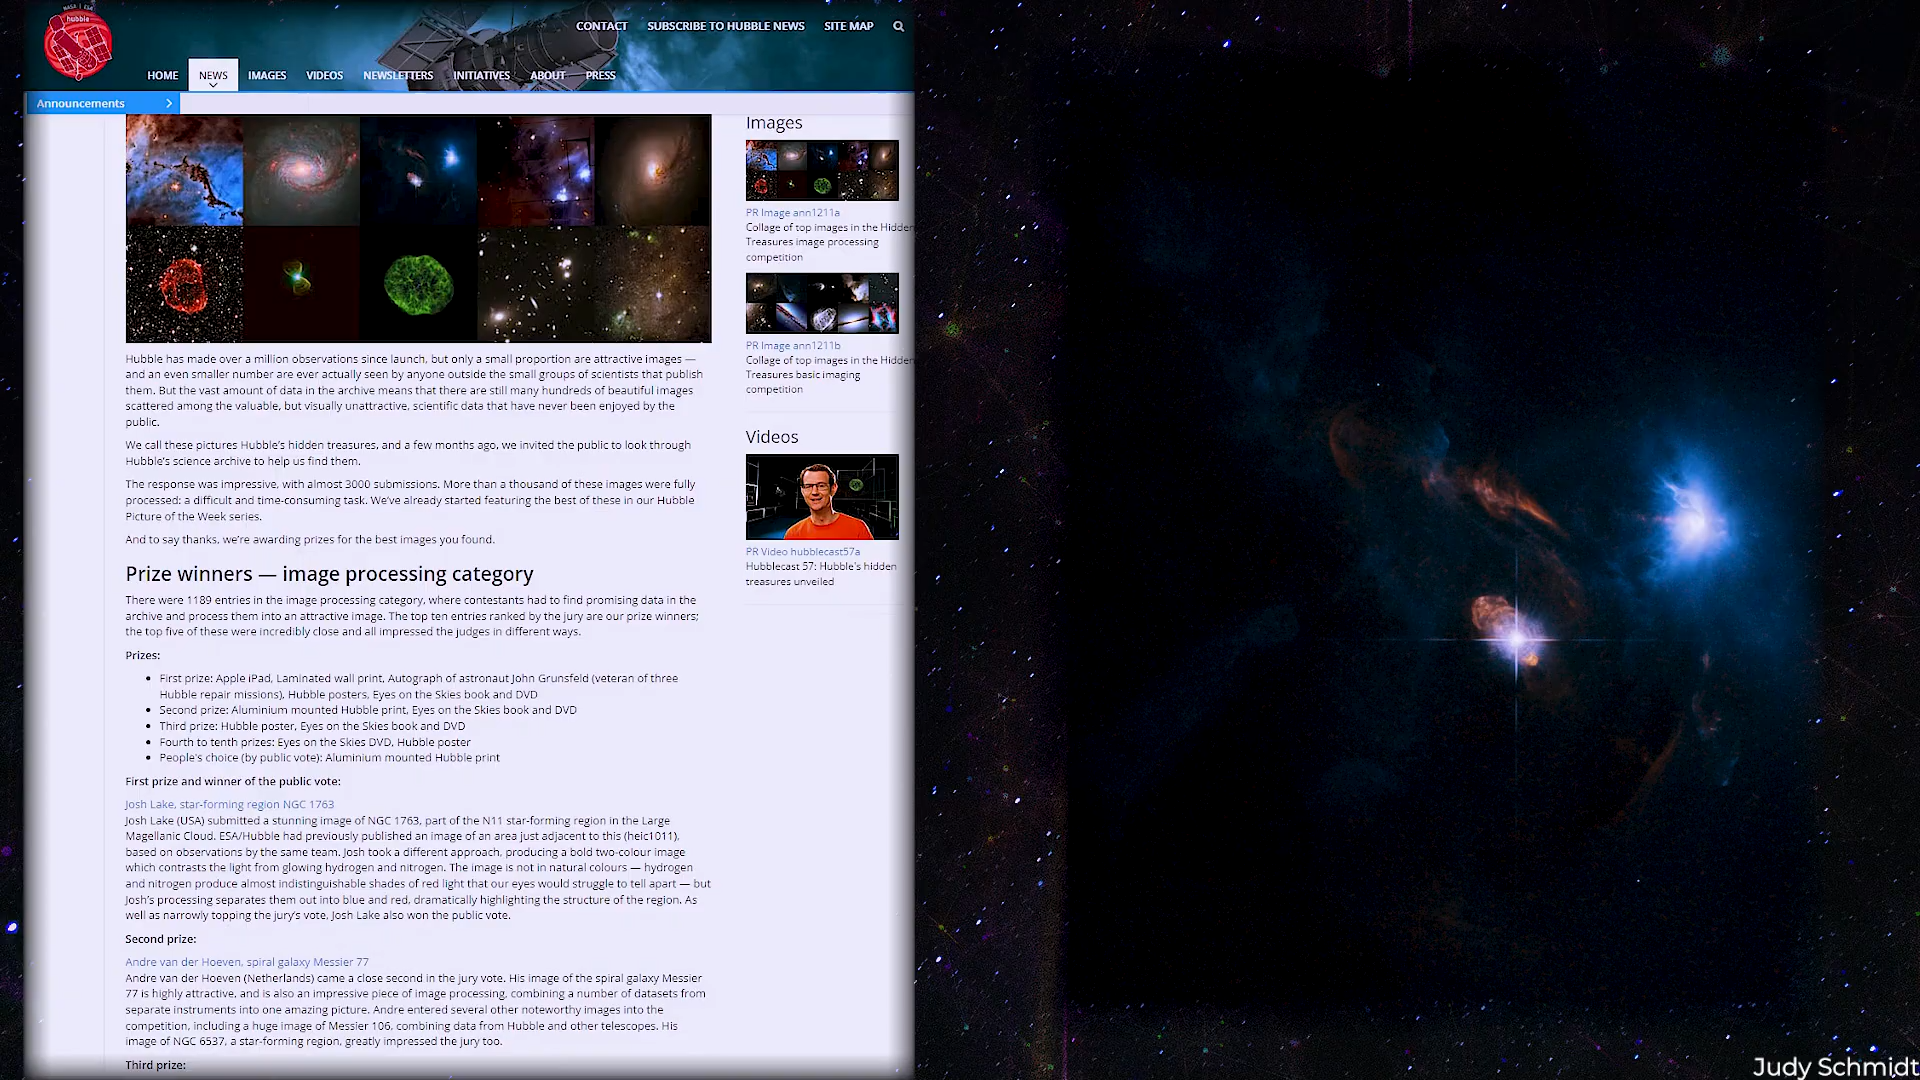 NASA | ESA
hubble
CONTACT
SUBSCRIBE TO HUBBLE NEWS
SITE MAP
HOME
NEWS
IMAGES
VIDEOS
NEWSLETTERS
INITIATIVES
ABOUT
PRESS
Announcements
Hubble has made over a million observations since launch, but only a small proportion are attractive images —
and an even smaller number are ever actually seen by anyone outside the small groups of scientists that publish
them. But the vast amount of data in the archive means that there are still many hundreds of beautiful images
scattered among the valuable, but visually unattractive, scientific data that have never been enjoyed by the
public.
We call these pictures Hubble's hidden treasures, and a few months ago, we invited the public to look through
Hubble's science archive to help us find them.
The response was impressive, with almost 3000 submissions. More than a thousand of these images were fully
processed: a difficult and time-consuming task. We've already started featuring the best of these in our Hubble
Picture of the Week series.
And to say thanks, we're awarding prizes for the best images you found.
Prize winners — image processing category
There were 1189 entries in the image processing category, where contestants had to find promising data in the
archive and process them into an attractive image. The top ten entries ranked by the jury are our prize winners;
the top five of these were incredibly close and all impressed the judges in different ways.
Prizes:
• First prize: Apple iPad, Laminated wall print, Autograph of astronaut John Grunsfeld (veteran of three
Hubble repair missions), Hubble posters, Eyes on the Skies book and DVD
• Second prize: Aluminium mounted Hubble print, Eyes on the Skies book and DVD
• Third prize: Hubble poster, Eyes on the Skies book and DVD
• Fourth to tenth prizes: Eyes on the Skies DVD, Hubble poster
• People's choice (by public vote): Aluminium mounted Hubble print
First prize and winner of the public vote:
Josh Lake, star-forming region NGC 1763
Josh Lake (USA) submitted a stunning image of NGC 1763, part of the N11 star-forming region in the Large
Magellanic Cloud. ESA/Hubble had previously published an image of an area just adjacent to this (heic1011),
based on observations by the same team. Josh took a different approach, producing a bold two-colour image
which contrasts the light from glowing hydrogen and nitrogen. The image is not in natural colours — hydrogen
and nitrogen produce almost indistinguishable shades of red light that our eyes would struggle to tell apart — but
Josh's processing separates them out into blue and red, dramatically highlighting the structure of the region. As
well as narrowly topping the jury's vote, Josh Lake also won the public vote.
Second prize:
Andre van der Hoeven, spiral galaxy Messier 77
Andre van der Hoeven (Netherlands) came a close second in the jury vote. His image of the spiral galaxy Messier
77 is highly attractive, and is also an impressive piece of image processing, combining a number of datasets from
separate instruments into one amazing picture. Andre entered several other noteworthy images into the
competition, including a huge image of Messier 106, combining data from Hubble and other telescopes. His
image of NGC 6537, a star-forming region, greatly impressed the jury too.
Third prize:
Images
PR Image ann1211a
Collage of top images in the Hidden
Treasures image processing
competition
PR Image ann1211b
Collage of top images in the Hidden
Treasures basic imaging
competition
Videos
PR Video hubblecast57a
Hubblecast 57: Hubble's hidden
treasures unveiled
Judy Schmidt